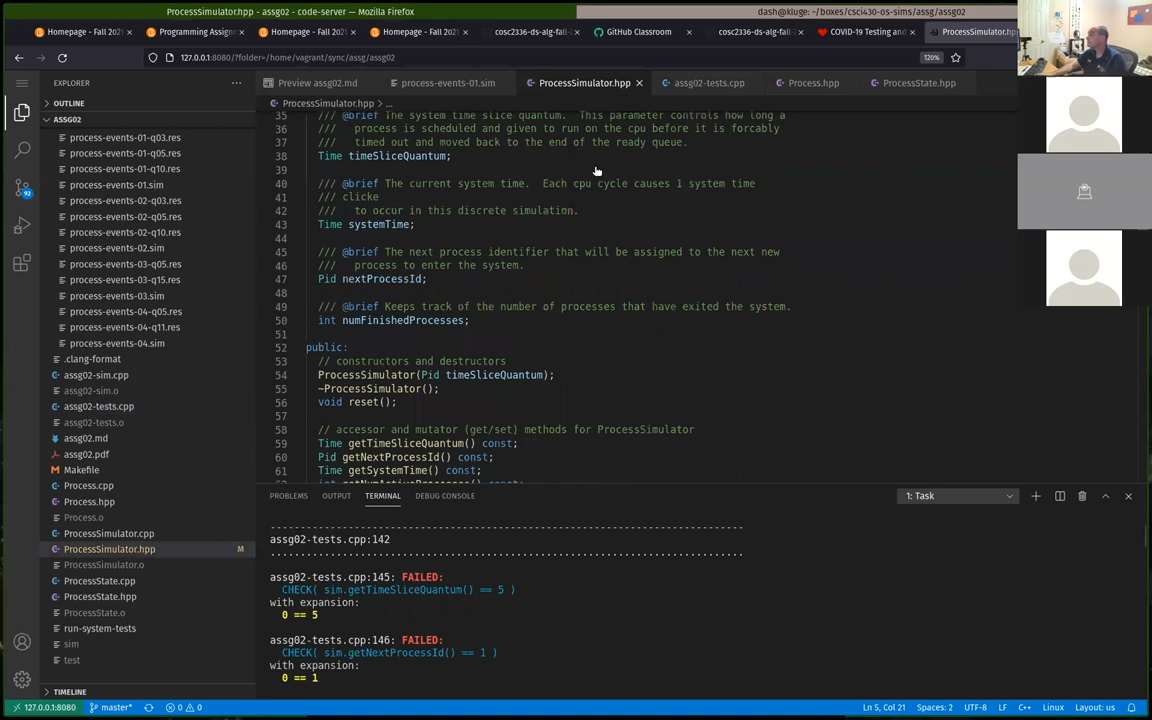 ProcessSimulator.hpp - assg02 - code-server — Mozilla Firefox
dash@kluge: ~/boxes/csci430-os-sims/assg/assg02
Homepage - Fall 2021
Programming Assignm
Homepage - Fall 2021
Homepage - Fall 2021
cosc2336-ds-alg-fall-2
GitHub Classroom
cosc2336-ds-alg-fall-2
COVID-19 Testing and
ProcessSimulator.hpp
127.0.0.1:8080/?folder=/home/vagrant/sync/assg/assg02
120%
EXPLORER
Preview assg02.md
process-events-01.sim
ProcessSimulator.hpp
assg02-tests.cpp
Process.hpp
ProcessState.hpp
OUTLINE
ProcessSimulator.hpp > ...
ASSG02
process-events-01-q03.res
process-events-01-q05.res
process-events-01-q10.res
process-events-01.sim
process-events-02-q03.res
process-events-02-q05.res
process-events-02-q10.res
process-events-02.sim
process-events-03-q05.res
process-events-03-q15.res
process-events-03.sim
process-events-04-q05.res
process-events-04-q11.res
process-events-04.sim
.clang-format
assg02-sim.cpp
assg02-sim.o
assg02-tests.cpp
assg02-tests.o
assg02.md
assg02.pdf
Makefile
Process.cpp
Process.hpp
Process.o
ProcessSimulator.cpp
ProcessSimulator.hpp M
ProcessSimulator.o
ProcessState.cpp
ProcessState.hpp
ProcessState.o
run-system-tests
sim
test
TIMELINE
92
35 /// @brief The system time slice quantum.  This parameter controls how long a
36 ///   process is scheduled and given to run on the cpu before it is forcably
37 ///   timed out and moved back to the end of the ready queue.
38 Time timeSliceQuantum;
39
40 /// @brief The current system time.  Each cpu cycle causes 1 system time
41 /// clicke
42 ///   to occur in this discrete simulation.
43 Time systemTime;
44
45 /// @brief The next process identifier that will be assigned to the next new
46 ///   process to enter the system.
47 Pid nextProcessId;
48
49 /// @brief Keeps track of the number of processes that have exited the system.
50 int numFinishedProcesses;
51
52 public:
53 // constructors and destructors
54 ProcessSimulator(Pid timeSliceQuantum);
55 ~ProcessSimulator();
56 void reset();
57
58 // accessor and mutator (get/set) methods for ProcessSimulator
59 Time getTimeSliceQuantum() const;
60 Pid getNextProcessId() const;
61 Time getSystemTime() const;
PROBLEMS OUTPUT TERMINAL DEBUG CONSOLE
1: Task
-------------------------------------------------------------------------------
assg02-tests.cpp:142
...............................................................................
assg02-tests.cpp:145: FAILED:
CHECK( sim.getTimeSliceQuantum() == 5 )
with expansion:
0 == 5
assg02-tests.cpp:146: FAILED:
CHECK( sim.getNextProcessId() == 1 )
with expansion:
0 == 1
127.0.0.1:8080 master* 0 0
Ln 5, Col 21 Spaces: 2 UTF-8 LF C++ Linux Layout: us